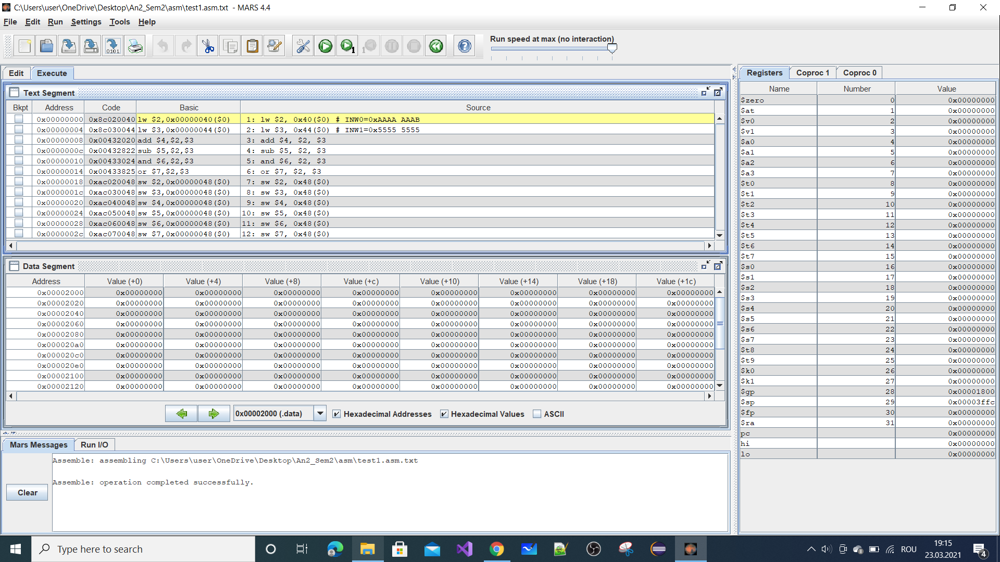 C:\Users\user\OneDrive\Desktop\An2_Sem2\asm\test1.asm.txt - MARS 4.4
File Edit Run Settings Tools Help
Run speed at max (no interaction)
Edit Execute
Text Segment
Bkpt Address Code Basic Source
0x00000000 0x8c020040 lw $2,0x00000040($0) 1: lw $2, 0x40($0) # INW0=0xAAAA AAAB
0x00000004 0x8c030044 lw $3,0x00000044($0) 2: lw $3, 0x44($0) # INW1=0x5555 5555
0x00000008 0x00432020 add $4,$2,$3 3: add $4, $2, $3
0x0000000c 0x00432822 sub $5,$2,$3 4: sub $5, $2, $3
0x00000010 0x00433024 and $6,$2,$3 5: and $6, $2, $3
0x00000014 0x00433825 or $7,$2,$3 6: or $7, $2, $3
0x00000018 0xac020048 sw $2,0x00000048($0) 7: sw $2, 0x48($0)
0x0000001c 0xac030048 sw $3,0x00000048($0) 8: sw $3, 0x48($0)
0x00000020 0xac040048 sw $4,0x00000048($0) 9: sw $4, 0x48($0)
0x00000024 0xac050048 sw $5,0x00000048($0) 10: sw $5, 0x48($0)
0x00000028 0xac060048 sw $6,0x00000048($0) 11: sw $6, 0x48($0)
0x0000002c 0xac070048 sw $7,0x00000048($0) 12: sw $7, 0x48($0)
Data Segment
Address Value (+0) Value (+4) Value (+8) Value (+c) Value (+10) Value (+14) Value (+18) Value (+1c)
0x00002000 0x00000000 0x00000000 0x00000000 0x00000000 0x00000000 0x00000000 0x00000000 0x00000000
0x00002020 0x00000000 0x00000000 0x00000000 0x00000000 0x00000000 0x00000000 0x00000000 0x00000000
0x00002040 0x00000000 0x00000000 0x00000000 0x00000000 0x00000000 0x00000000 0x00000000 0x00000000
0x00002060 0x00000000 0x00000000 0x00000000 0x00000000 0x00000000 0x00000000 0x00000000 0x00000000
0x00002080 0x00000000 0x00000000 0x00000000 0x00000000 0x00000000 0x00000000 0x00000000 0x00000000
0x000020a0 0x00000000 0x00000000 0x00000000 0x00000000 0x00000000 0x00000000 0x00000000 0x00000000
0x000020c0 0x00000000 0x00000000 0x00000000 0x00000000 0x00000000 0x00000000 0x00000000 0x00000000
0x000020e0 0x00000000 0x00000000 0x00000000 0x00000000 0x00000000 0x00000000 0x00000000 0x00000000
0x00002100 0x00000000 0x00000000 0x00000000 0x00000000 0x00000000 0x00000000 0x00000000 0x00000000
0x00002120 0x00000000 0x00000000 0x00000000 0x00000000 0x00000000 0x00000000 0x00000000 0x00000000
0x00002000 (.data) Hexadecimal Addresses Hexadecimal Values ASCII
Mars Messages Run I/O
Assemble: assembling C:\Users\user\OneDrive\Desktop\An2_Sem2\asm\test1.asm.txt
Assemble: operation completed successfully.
Clear
Registers Coproc 1 Coproc 0
Name Number Value
$zero 0 0x00000000
$at 1 0x00000000
$v0 2 0x00000000
$v1 3 0x00000000
$a0 4 0x00000000
$a1 5 0x00000000
$a2 6 0x00000000
$a3 7 0x00000000
$t0 8 0x00000000
$t1 9 0x00000000
$t2 10 0x00000000
$t3 11 0x00000000
$t4 12 0x00000000
$t5 13 0x00000000
$t6 14 0x00000000
$t7 15 0x00000000
$s0 16 0x00000000
$s1 17 0x00000000
$s2 18 0x00000000
$s3 19 0x00000000
$s4 20 0x00000000
$s5 21 0x00000000
$s6 22 0x00000000
$s7 23 0x00000000
$t8 24 0x00000000
$t9 25 0x00000000
$k0 26 0x00000000
$k1 27 0x00000000
$gp 28 0x00001800
$sp 29 0x00003ffc
$fp 30 0x00000000
$ra 31 0x00000000
pc 0x00000000
hi 0x00000000
lo 0x00000000
Type here to search
ROU
19:15
23.03.2021
4